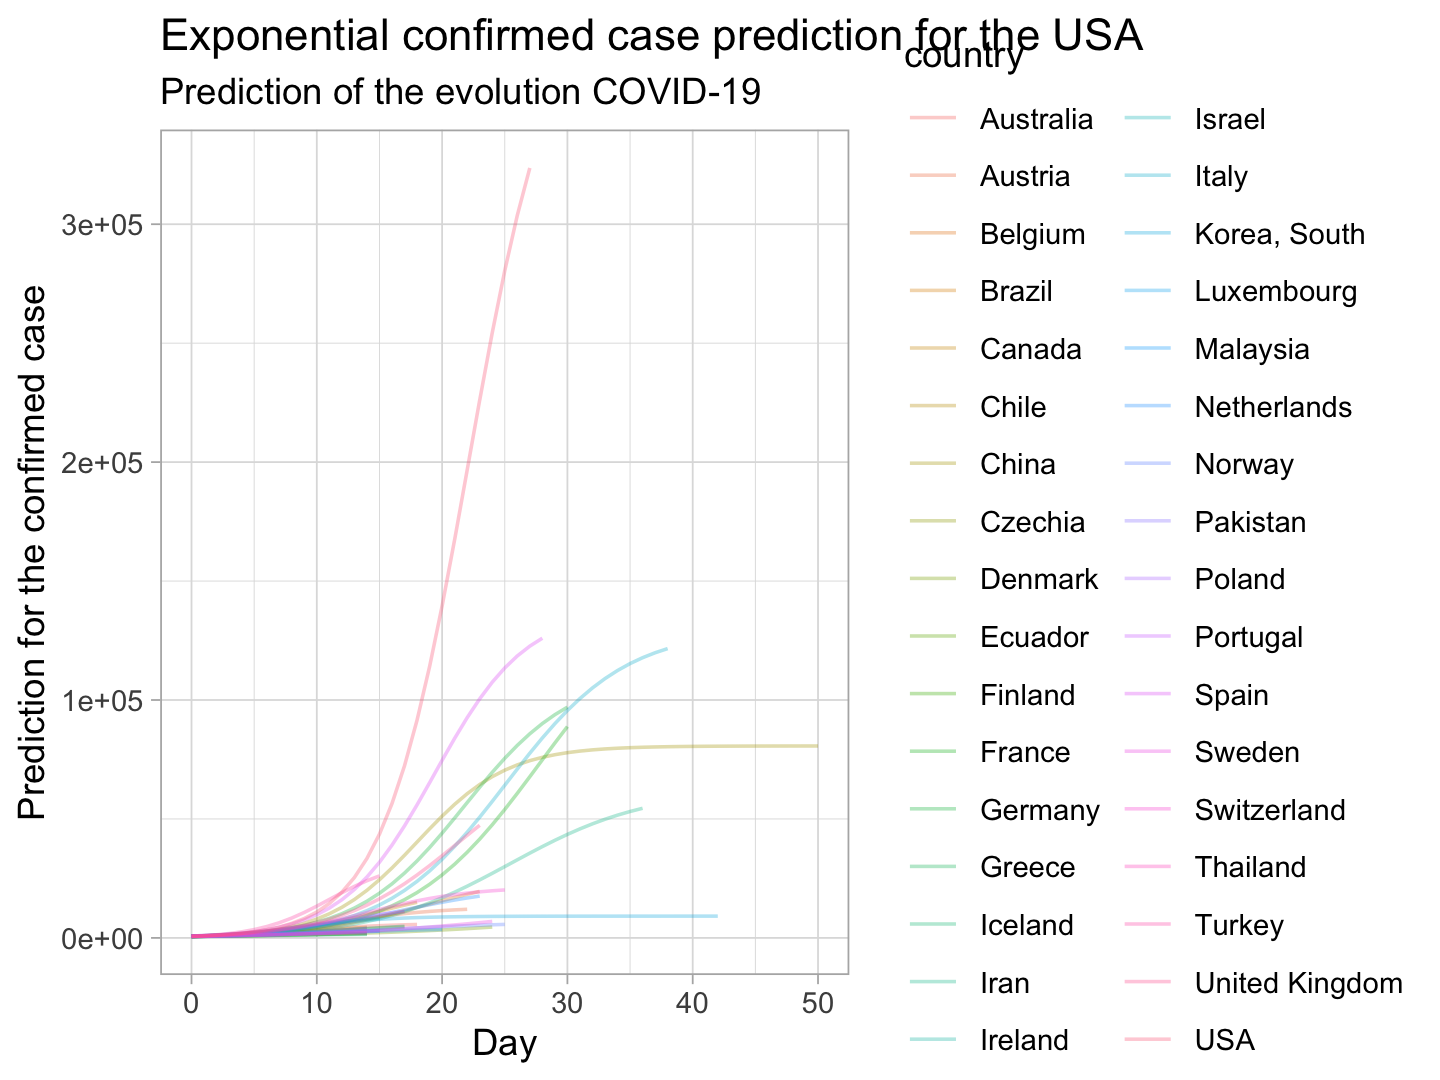 Exponential confirmed case prediction for the USA
Prediction of the evolution COVID-19
country
Australia
Austria
Belgium
Brazil
Canada
Chile
China
Czechia
Denmark
Ecuador
Finland
France
Germany
Greece
Iceland
Iran
Ireland
Israel
Italy
Korea, South
Luxembourg
Malaysia
Netherlands
Norway
Pakistan
Poland
Portugal
Spain
Sweden
Switzerland
Thailand
Turkey
United Kingdom
USA
Prediction for the confirmed case
3e+05
2e+05
1e+05
0e+00
0 10 20 30 40 50
Day